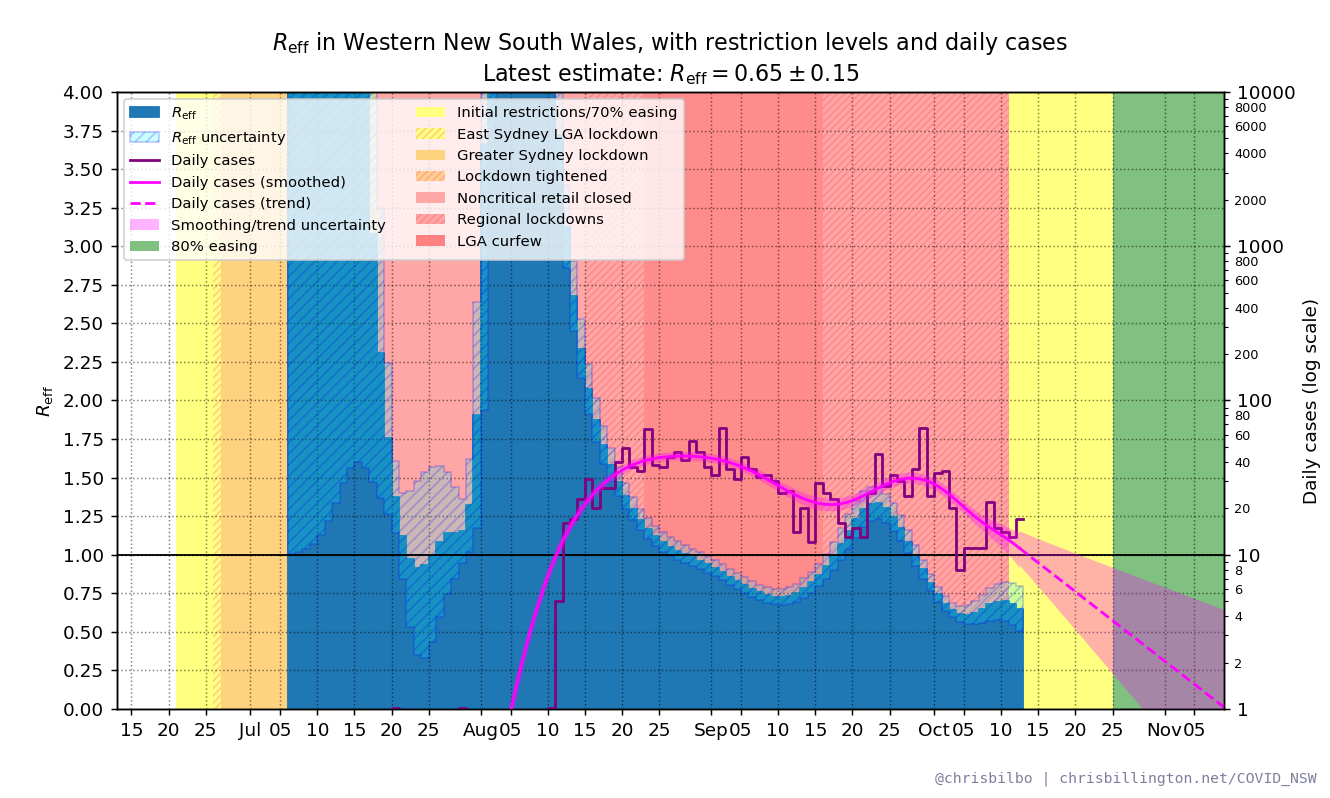 Reff in Western New South Wales, with restriction levels and daily cases
Latest estimate: Reff = 0.65 ± 0.15
Reff
Reff uncertainty
Daily cases
Daily cases (smoothed)
Daily cases (trend)
Smoothing/trend uncertainty
80% easing
Initial restrictions/70% easing
East Sydney LGA lockdown
Greater Sydney lockdown
Lockdown tightened
Noncritical retail closed
Regional lockdowns
LGA curfew
Reff
4.00
3.75
3.50
3.25
3.00
2.75
2.50
2.25
2.00
1.75
1.50
1.25
1.00
0.75
0.50
0.25
0.00
10000
8000
6000
4000
2000
1000
800
600
400
200
100
80
60
40
20
10
8
6
4
2
1
Daily cases (log scale)
15 20 25 Jul 05 10 15 20 25 Aug 05 10 15 20 25 Sep 05 10 15 20 25 Oct 05 10 15 20 25 Nov 05
@chrisbilbo | chrisbillington.net/COVID_NSW